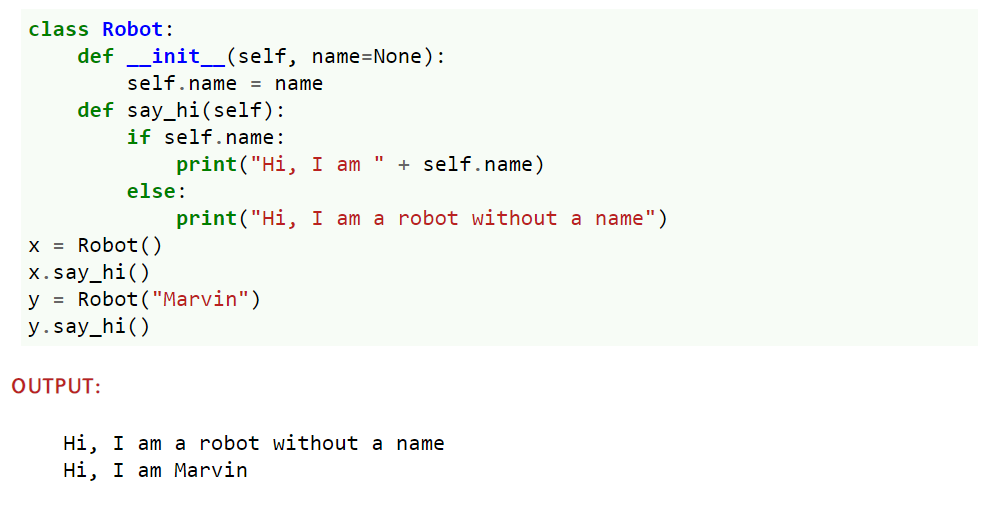 class Robot:
    def __init__(self, name=None):
        self.name = name
    def say_hi(self):
        if self.name:
            print("Hi, I am " + self.name)
        else:
            print("Hi, I am a robot without a name")
x = Robot()
x.say_hi()
y = Robot("Marvin")
y.say_hi()
OUTPUT:
Hi, I am a robot without a name
Hi, I am Marvin